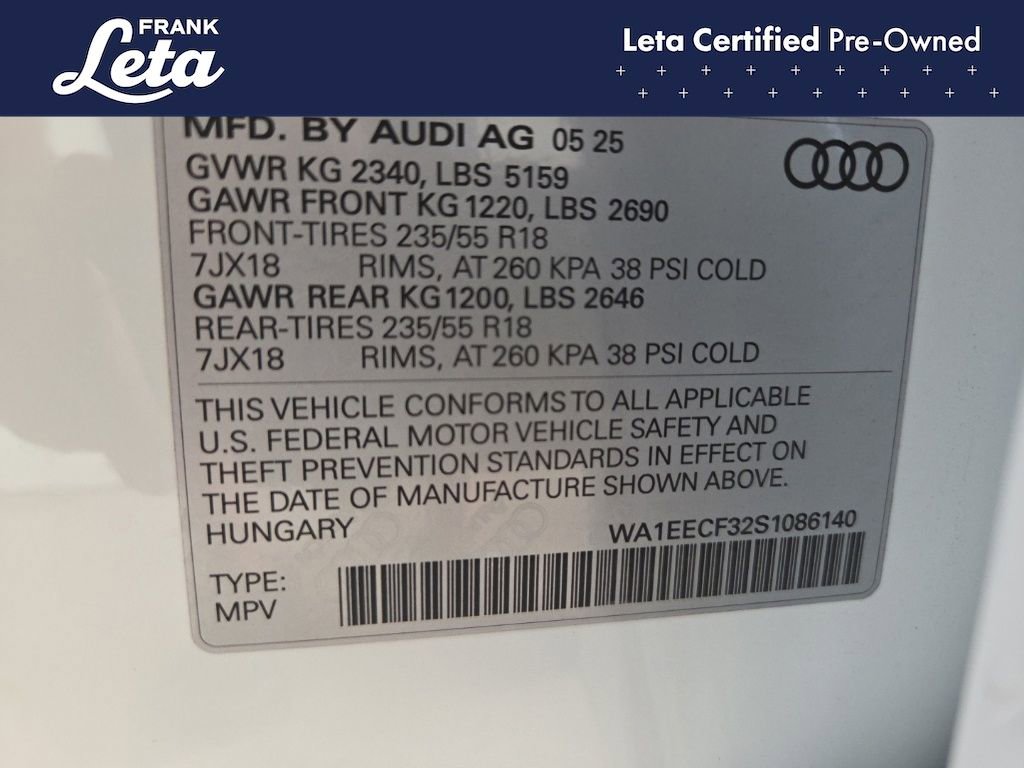 FRANK
Leta
Leta Certified Pre-Owned
MFD. BY AUDI AG 05 25
GVWR KG 2340, LBS 5159
GAWR FRONT KG 1220, LBS 2690
FRONT-TIRES 235/55 R18
7JX18 RIMS, AT 260 KPA 38 PSI COLD
GAWR REAR KG 1200, LBS 2646
REAR-TIRES 235/55 R18
7JX18 RIMS, AT 260 KPA 38 PSI COLD
THIS VEHICLE CONFORMS TO ALL APPLICABLE
U.S. FEDERAL MOTOR VEHICLE SAFETY AND
THEFT PREVENTION STANDARDS IN EFFECT ON
THE DATE OF MANUFACTURE SHOWN ABOVE.
HUNGARY WA1EECF32S1086140
TYPE:
MPV